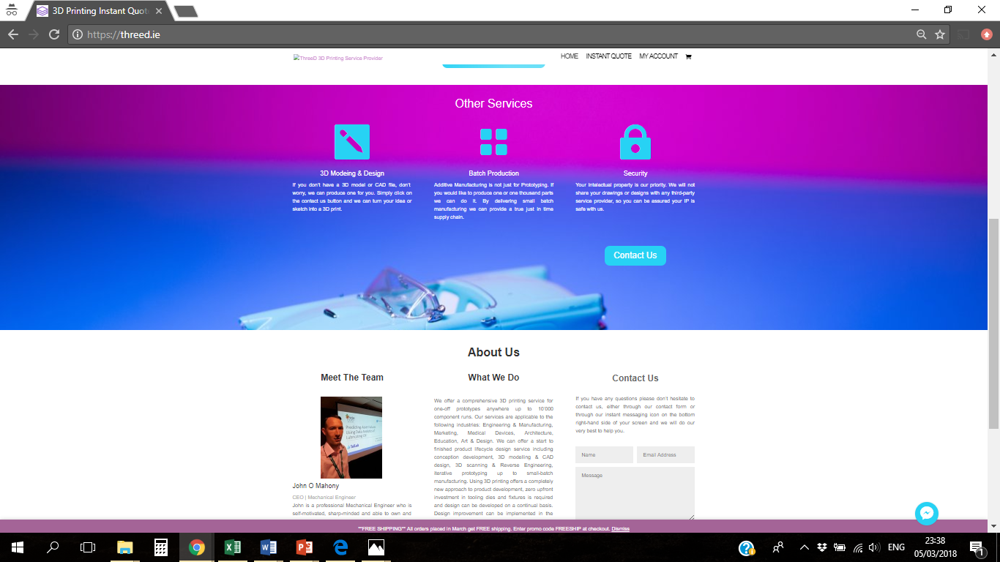 3D Printing Instant Quot
https://threed.ie
ThreeD 3D Printing Service Provider
HOME INSTANT QUOTE MY ACCOUNT
Other Services
3D Modeing & Design
If you don't have a 3D model or CAD file, don't
worry, we can produce one for you. Simply click on
the contact us button and we can turn your idea or
sketch into a 3D print.
Batch Production
Additive Manufacturing is not just for Prototyping. If
you would like to produce one or one thousand parts
we can do it. By delivering small batch
manufacturing we can provide a true just in time
supply chain.
Security
Your Intelectual property is our priority. We will not
share your drawings or designs with any third-party
service provider, so you can be assured your IP is
safe with us.
Contact Us
About Us
Meet The Team
Predicting Asset Failure
Using Data Analytics of
Lubricating Oil
John O Mahony
CEO | Mechanical Engineer
John is a professional Mechanical Engineer who is
self-motivated, sharp-minded and able to own and
What We Do
We offer a comprehensive 3D printing service for
one-off prototypes anywhere up to 10'000
component runs. Our services are applicable to the
following industries: Engineering & Manufacturing,
Marketing, Medical Devices, Architecture,
Education, Art & Design. We can offer a start to
finished product lifecycle design service including
conception development, 3D modelling & CAD
design, 3D scanning & Reverse Engineering,
iterative prototyping up to small-batch
manufacturing. Using 3D printing offers a completely
new approach to product development, zero upfront
investment in tooling dies and fixtures is required
and design can be developed on a continual basis.
Design improvement can be implemented in the
Contact Us
If you have any questions please don't hesitate to
contact us, either through our contact form or
through our instant messaging icon on the bottom
right-hand side of your screen and we will do our
very best to help you.
Name
Email Address
Message
**FREE SHIPPING** All orders placed in March get FREE shipping. Enter promo code FREESHIP at checkout. Dismiss
ENG
23:38
05/03/2018
1